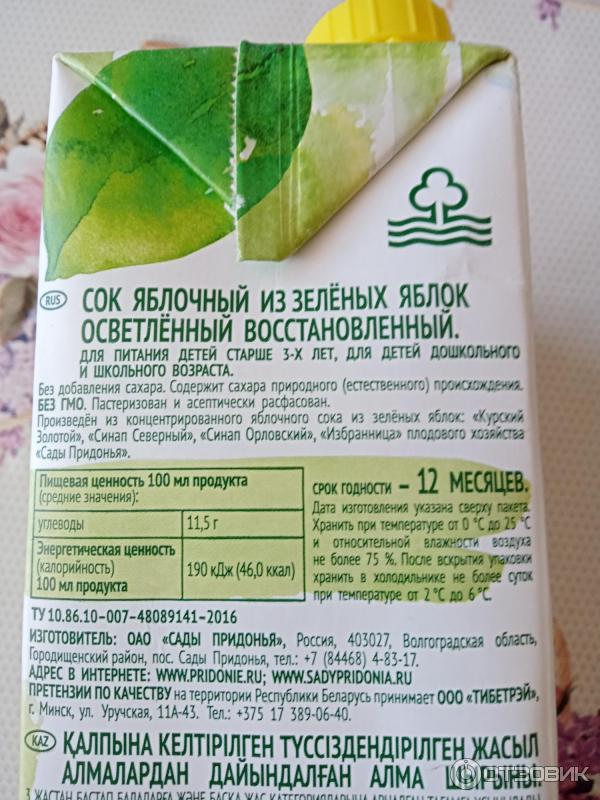 RUS
СОК ЯБЛОЧНЫЙ ИЗ ЗЕЛЁНЫХ ЯБЛОК
ОСВЕТЛЁННЫЙ ВОССТАНОВЛЕННЫЙ.
ДЛЯ ПИТАНИЯ ДЕТЕЙ СТАРШЕ 3-Х ЛЕТ, ДЛЯ ДЕТЕЙ ДОШКОЛЬНОГО
И ШКОЛЬНОГО ВОЗРАСТА.
Без добавления сахара. Содержит сахара природного (естественного) происхождения.
БЕЗ ГМО. Пастеризован и асептически расфасован.
Произведён из концентрированного яблочного сока из зелёных яблок: «Курский
Золотой», «Синап Северный», «Синап Орловский», «Избранница» плодового хозяйства
«Сады Придонья».
Пищевая ценность 100 мл продукта
(средние значения):
углеводы 11,5 г
Энергетическая ценность
(калорийность) 190 кДж (46,0 ккал)
100 мл продукта
СРОК ГОДНОСТИ – 12 МЕСЯЦЕВ.
Дата изготовления указана сверху пакета.
Хранить при температуре от 0 °С до 25 °С
и относительной влажности воздуха
не более 75 %. После вскрытия упаковки
хранить в холодильнике не более суток
при температуре от 2 °С до 6 °С.
ТУ 10.86.10-007-48089141-2016
ИЗГОТОВИТЕЛЬ: ОАО «САДЫ ПРИДОНЬЯ», Россия, 403027, Волгоградская область,
Городищенский район, пос. Сады Придонья, тел.: +7 (84468) 4-83-17.
АДРЕС В ИНТЕРНЕТЕ: WWW.PRIDONIE.RU; WWW.SADYPRIDONIA.RU
ПРЕТЕНЗИИ ПО КАЧЕСТВУ на территории Республики Беларусь принимает ООО «ТИБЕТРЭЙ»,
г. Минск, ул. Уручская, 11А-43. Тел.: +375 17 389-06-40.
KAZ
ҚАЛПЫНА КЕЛТІРІЛГЕН ТҮССІЗДЕНДІРІЛГЕН ЖАСЫЛ
АЛМАЛАРДАН ДАЙЫНДАЛҒАН АЛМА ШЫРЫНЫ.
ОТЗОВИК